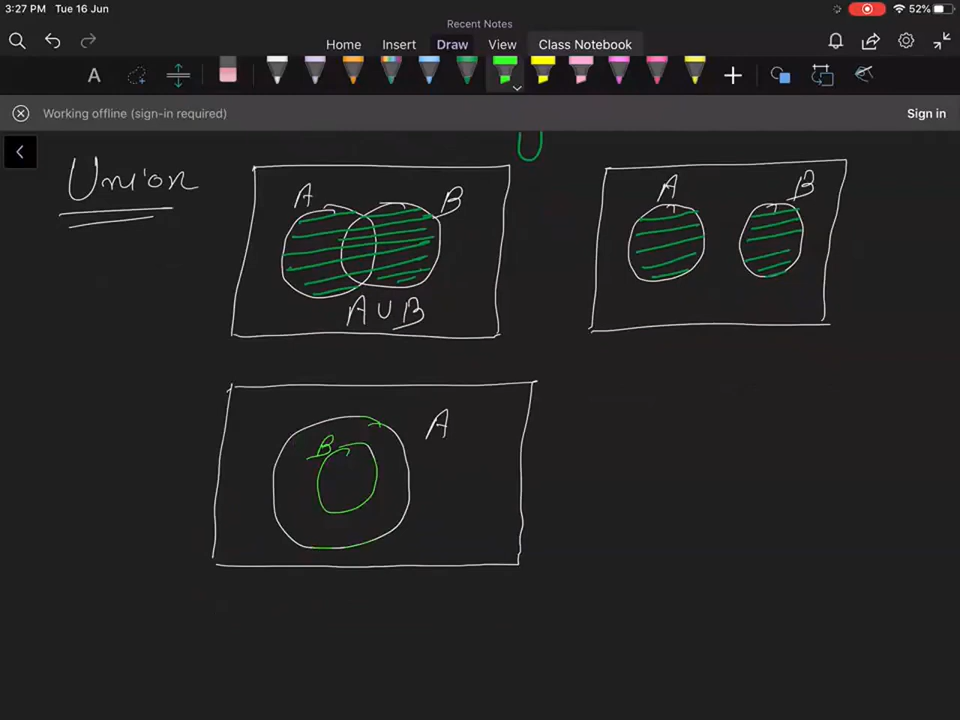 3:27 PM Tue 16 Jun
52%
Recent Notes
Home Insert Draw View Class Notebook
A
Working offline (sign-in required) Sign in
U
Union
A B
A∪B
A B
A
B